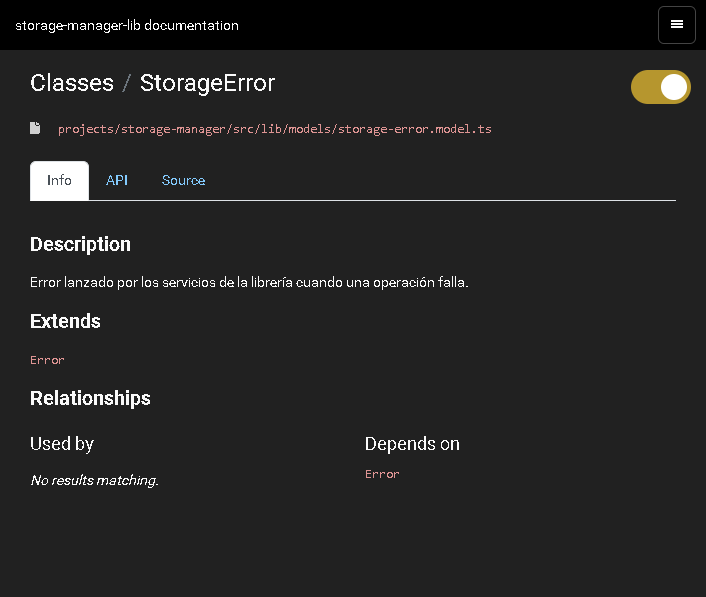 storage-manager-lib documentation
Classes / StorageError
projects/storage-manager/src/lib/models/storage-error.model.ts
Info API Source
Description
Error lanzado por los servicios de la librería cuando una operación falla.
Extends
Error
Relationships
Used by
No results matching.
Depends on
Error